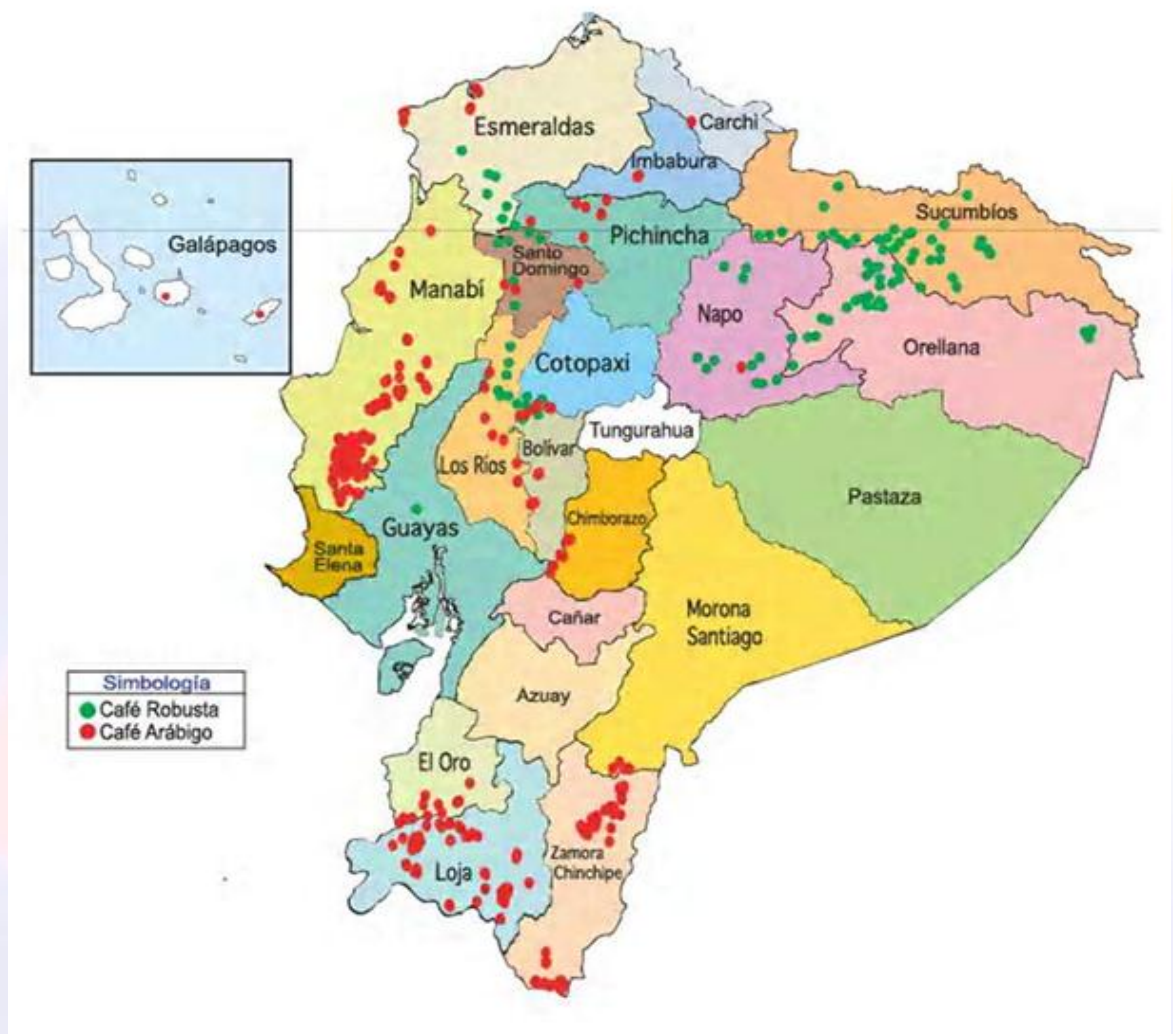 Esmeraldas
Carchi
Imbabura
Sucumbíos
Galápagos
Pichincha
Santo
Domingo
Manabí
Napo
Orellana
Cotopaxi
Tungurahua
Bolívar
Los Ríos
Pastaza
Guayas
Chimborazo
Santa
Elena
Cañar
Morona
Santiago
Azuay
Simbología
Café Robusta
Café Arábigo
El Oro
Loja
Zamora
Chinchipe